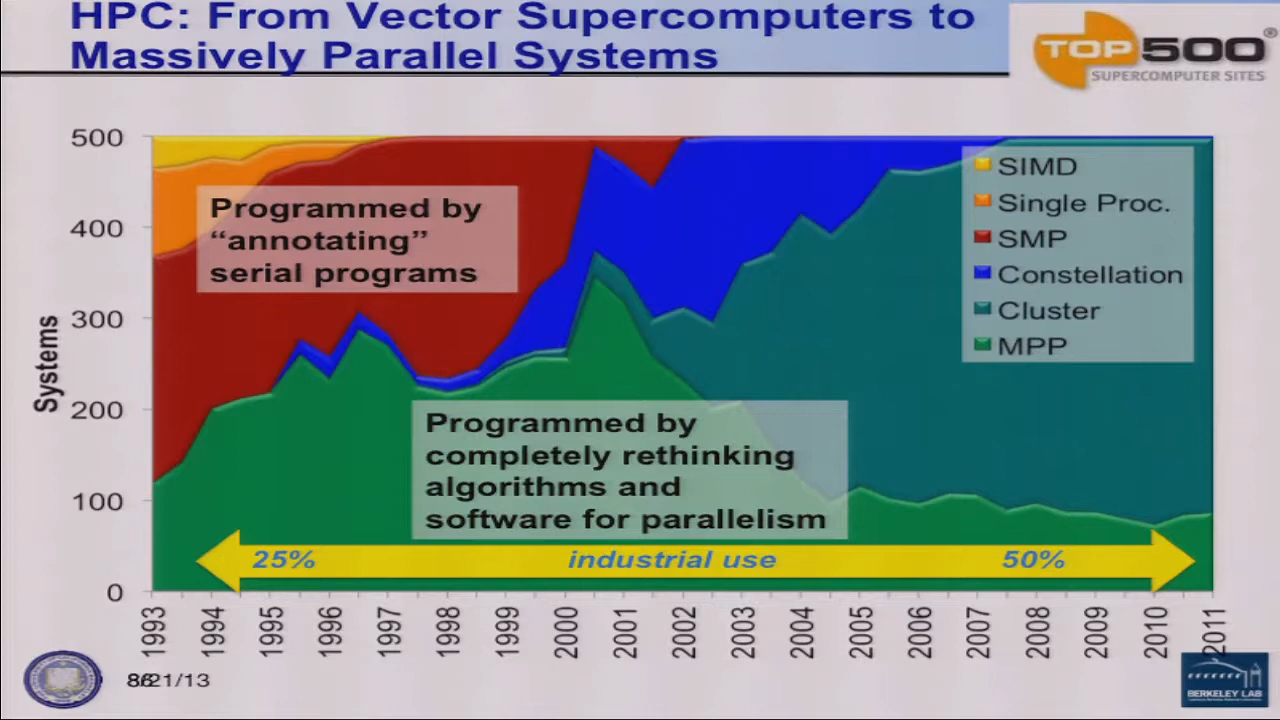 HPC: From Vector Supercomputers to
Massively Parallel Systems
TOP500®
SUPERCOMPUTER SITES
500
400
300
200
100
0
Systems
Programmed by
“annotating”
serial programs
SIMD
Single Proc.
SMP
Constellation
Cluster
MPP
Programmed by
completely rethinking
algorithms and
software for parallelism
25%
industrial use
50%
1993
1994
1995
1996
1997
1998
1999
2000
2001
2002
2003
2004
2005
2006
2007
2008
2009
2010
2011
BERKELEY LAB